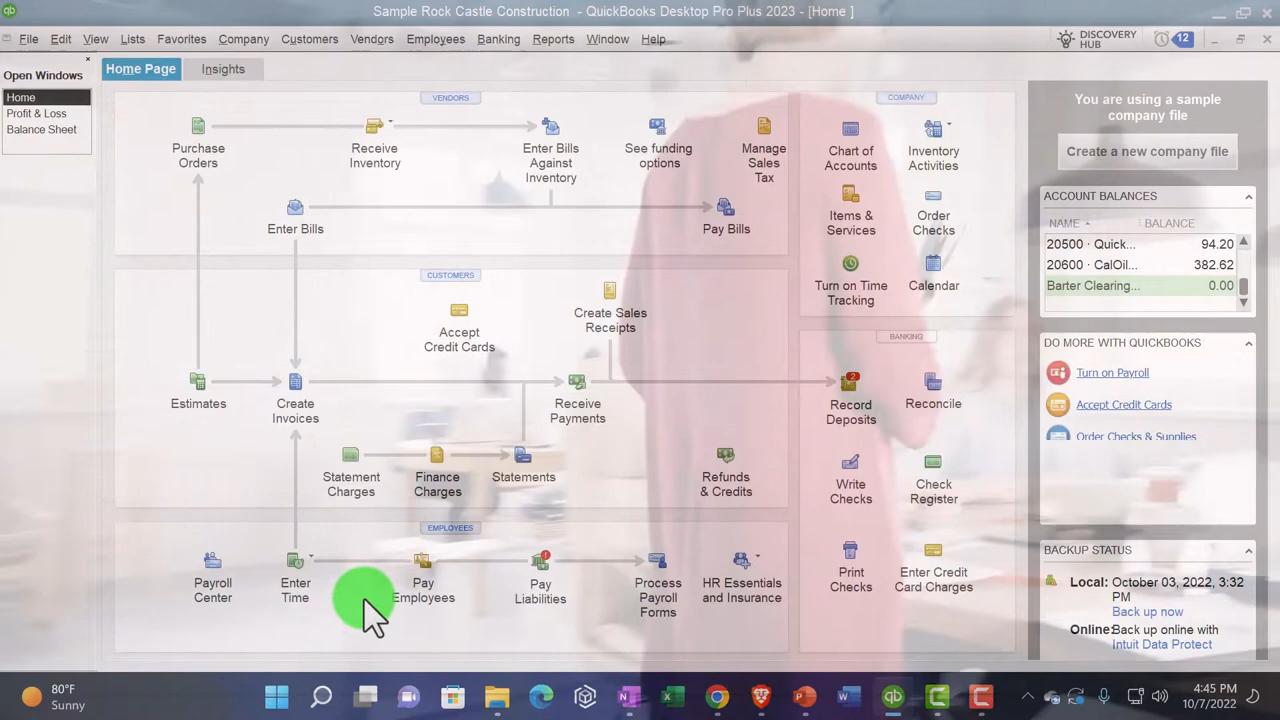 Sample Rock Castle Construction - QuickBooks Desktop Pro Plus 2023 - [Home ]
File Edit View Lists Favorites Company Customers Vendors Employees Banking Reports Window Help
DISCOVERY
HUB
12
Open Windows
Home
Profit & Loss
Balance Sheet
Home Page
Insights
VENDORS
Purchase
Orders
Receive
Inventory
Enter Bills
Against
Inventory
See funding
options
Manage
Sales
Tax
Enter Bills
Pay Bills
CUSTOMERS
Accept
Credit Cards
Create Sales
Receipts
Estimates
Create
Invoices
Receive
Payments
Statement
Charges
Finance
Charges
Statements
Refunds
& Credits
EMPLOYEES
Payroll
Center
Enter
Time
Pay
Employees
Pay
Liabilities
Process
Payroll
Forms
HR Essentials
and Insurance
COMPANY
Chart of
Accounts
Inventory
Activities
Items &
Services
Order
Checks
Turn on Time
Tracking
Calendar
BANKING
2
Record
Deposits
Reconcile
Write
Checks
Check
Register
Print
Checks
Enter Credit
Card Charges
You are using a sample
company file
Create a new company file
ACCOUNT BALANCES
NAME BALANCE
20500 · Quick... 94.20
20600 · CalOil... 382.62
Barter Clearing... 0.00
DO MORE WITH QUICKBOOKS
Turn on Payroll
Accept Credit Cards
Order Checks & Supplies
BACKUP STATUS
Local: October 03, 2022, 3:32
PM
Back up now
Online: Back up online with
Intuit Data Protect
80°F
Sunny
4:45 PM
10/7/2022